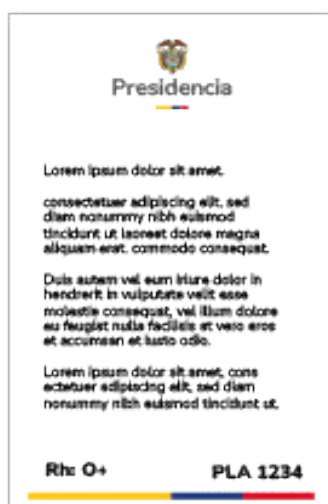 Presidencia
Lorem ipsum dolor sit amet,
consectetuer adipiscing elit, sed
diam nonummy nibh euismod
tincidunt ut laoreet dolore magna
aliquam erat. commodo consequat.
Duis autem vel eum iriure dolor in
hendrerit in vulputate velit esse
molestie consequat, vel illum dolore
eu feugiat nulla facilisis at vero eros
et accumsan et iusto odio.
Lorem ipsum dolor sit amet, cons
ectetuer adipiscing elit, sed diam
nonummy nibh euismod tincidunt ut.
Rh: O+
PLA 1234